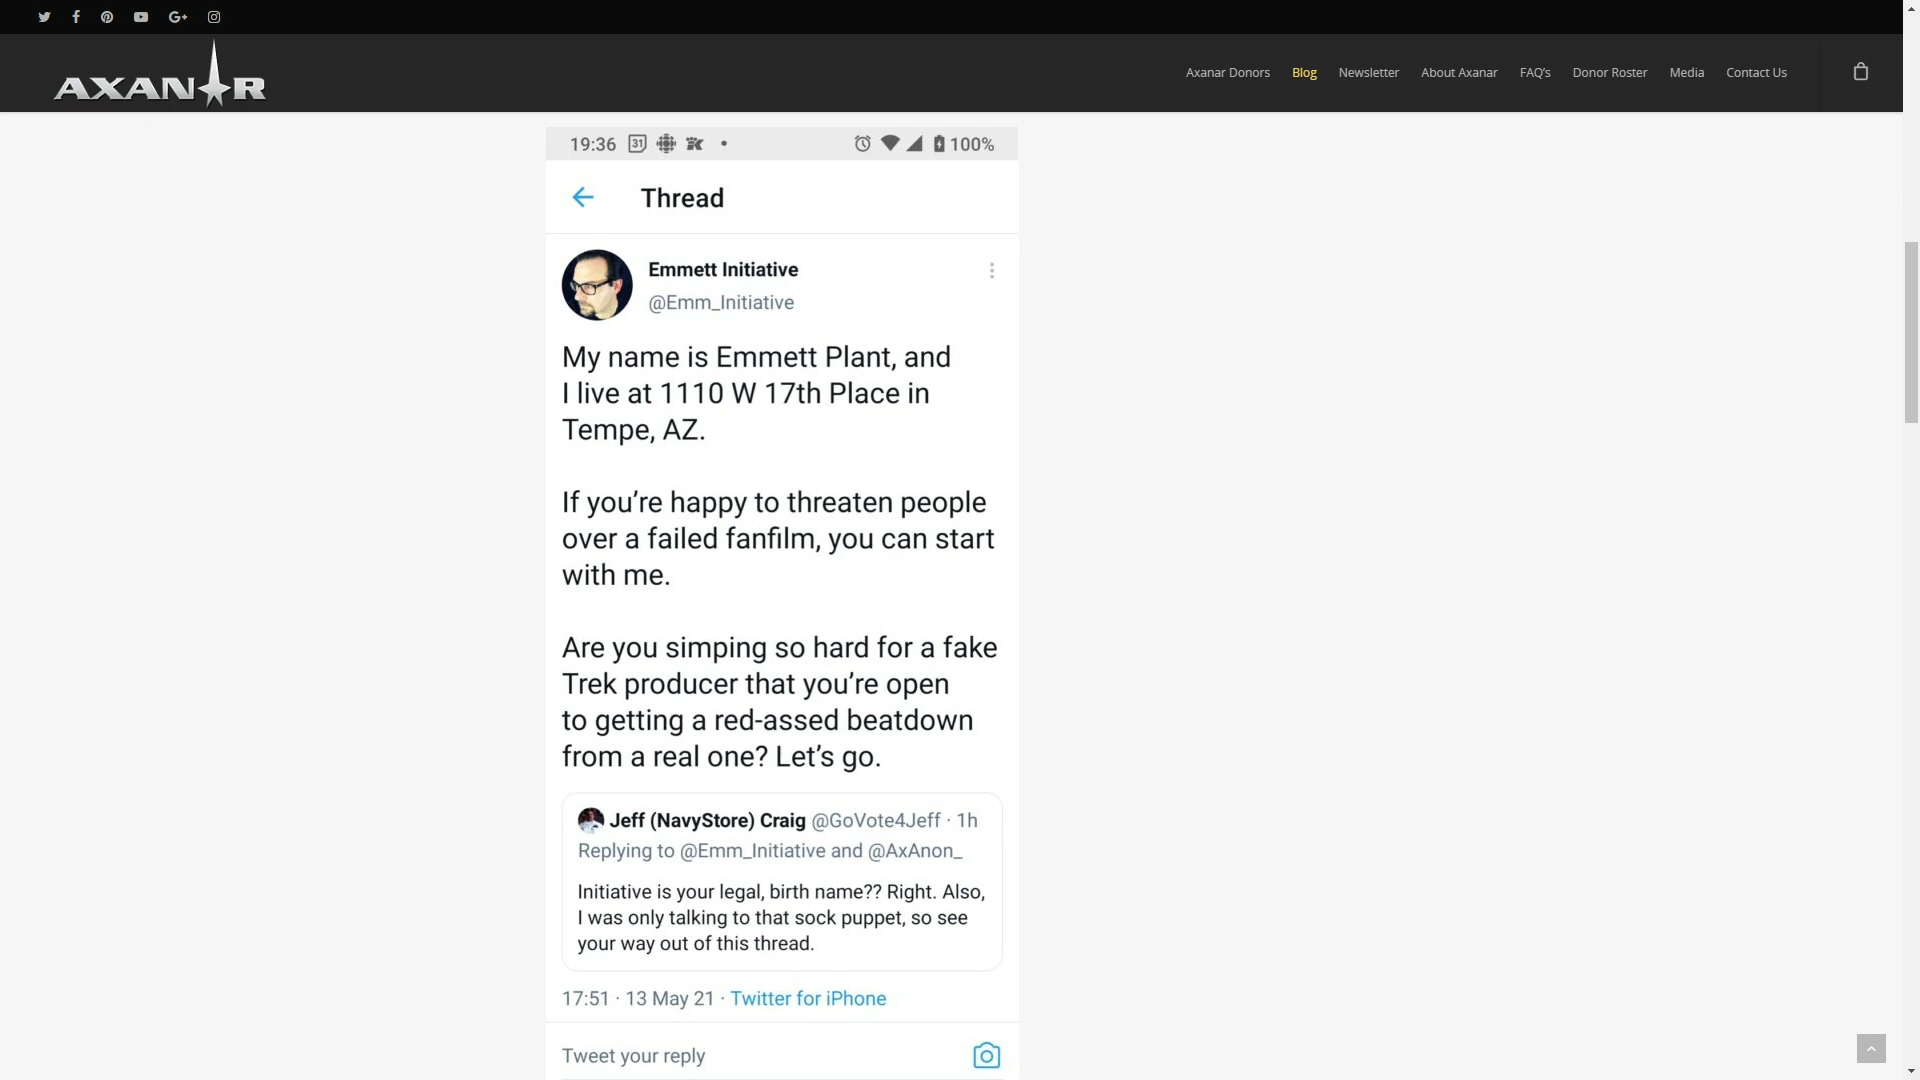 AXANAR
Axanar Donors Blog Newsletter About Axanar FAQ's Donor Roster Media Contact Us
19:36 31 100%
Thread
Emmett Initiative
@Emm_Initiative
My name is Emmett Plant, and
I live at 1110 W 17th Place in
Tempe, AZ.
If you're happy to threaten people
over a failed fanfilm, you can start
with me.
Are you simping so hard for a fake
Trek producer that you're open
to getting a red-assed beatdown
from a real one? Let's go.
Jeff (NavyStore) Craig @GoVote4Jeff · 1h
Replying to @Emm_Initiative and @AxAnon_
Initiative is your legal, birth name?? Right. Also,
I was only talking to that sock puppet, so see
your way out of this thread.
17:51 · 13 May 21 · Twitter for iPhone
Tweet your reply